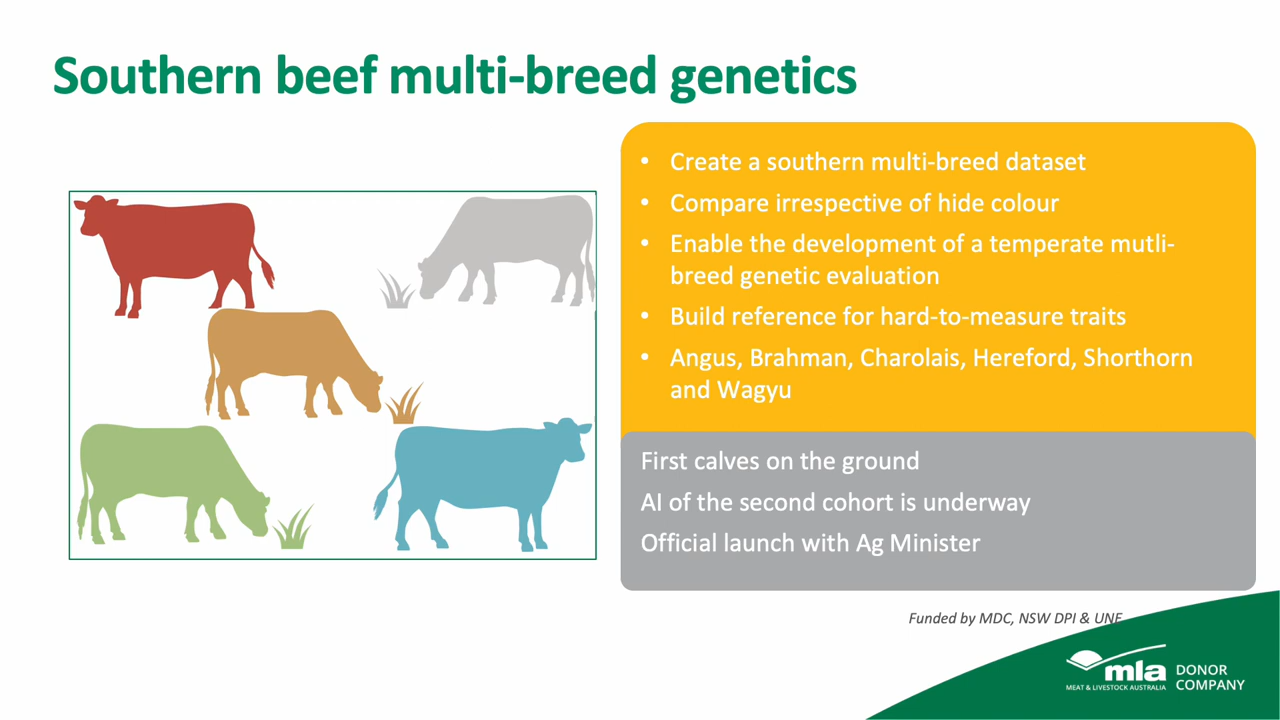 Southern beef multi-breed genetics
• Create a southern multi-breed dataset
• Compare irrespective of hide colour
• Enable the development of a temperate mutli-
breed genetic evaluation
• Build reference for hard-to-measure traits
• Angus, Brahman, Charolais, Hereford, Shorthorn
and Wagyu
First calves on the ground
AI of the second cohort is underway
Official launch with Ag Minister
Funded by MDC, NSW DPI & UNE
mla
MEAT & LIVESTOCK AUSTRALIA
DONOR
COMPANY